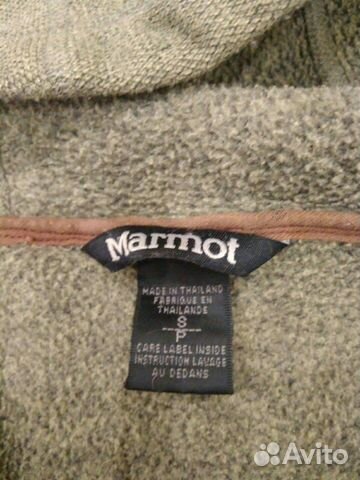 Marmot
MADE IN THAILAND
FABRIQUE EN
THAILANDE
S
P
CARE LABEL INSIDE
INSTRUCTION LAVAGE
AU DEDANS
Avito